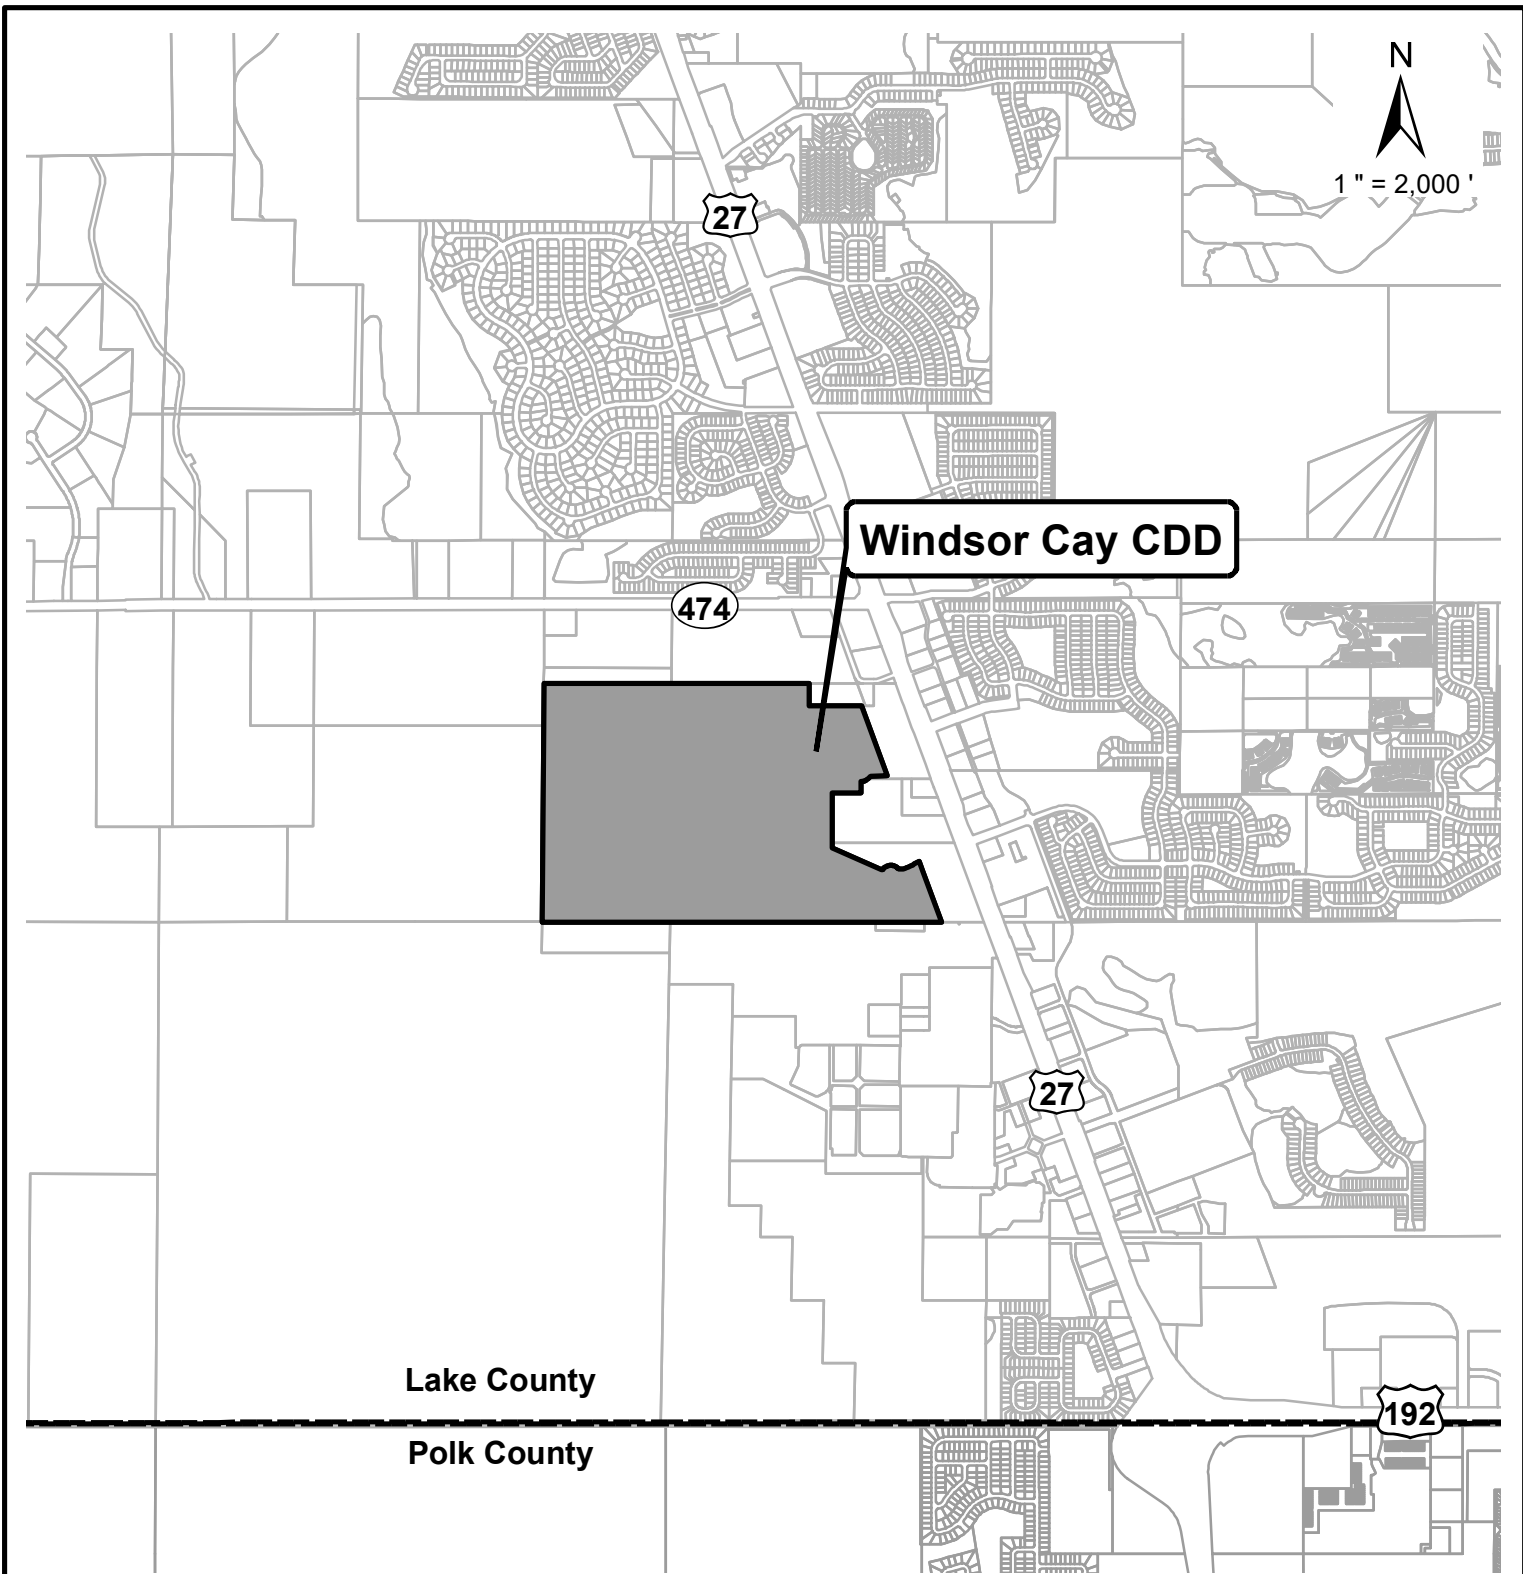 N
1 " = 2,000 '
27
Windsor Cay CDD
474
27
Lake County
192
Polk County